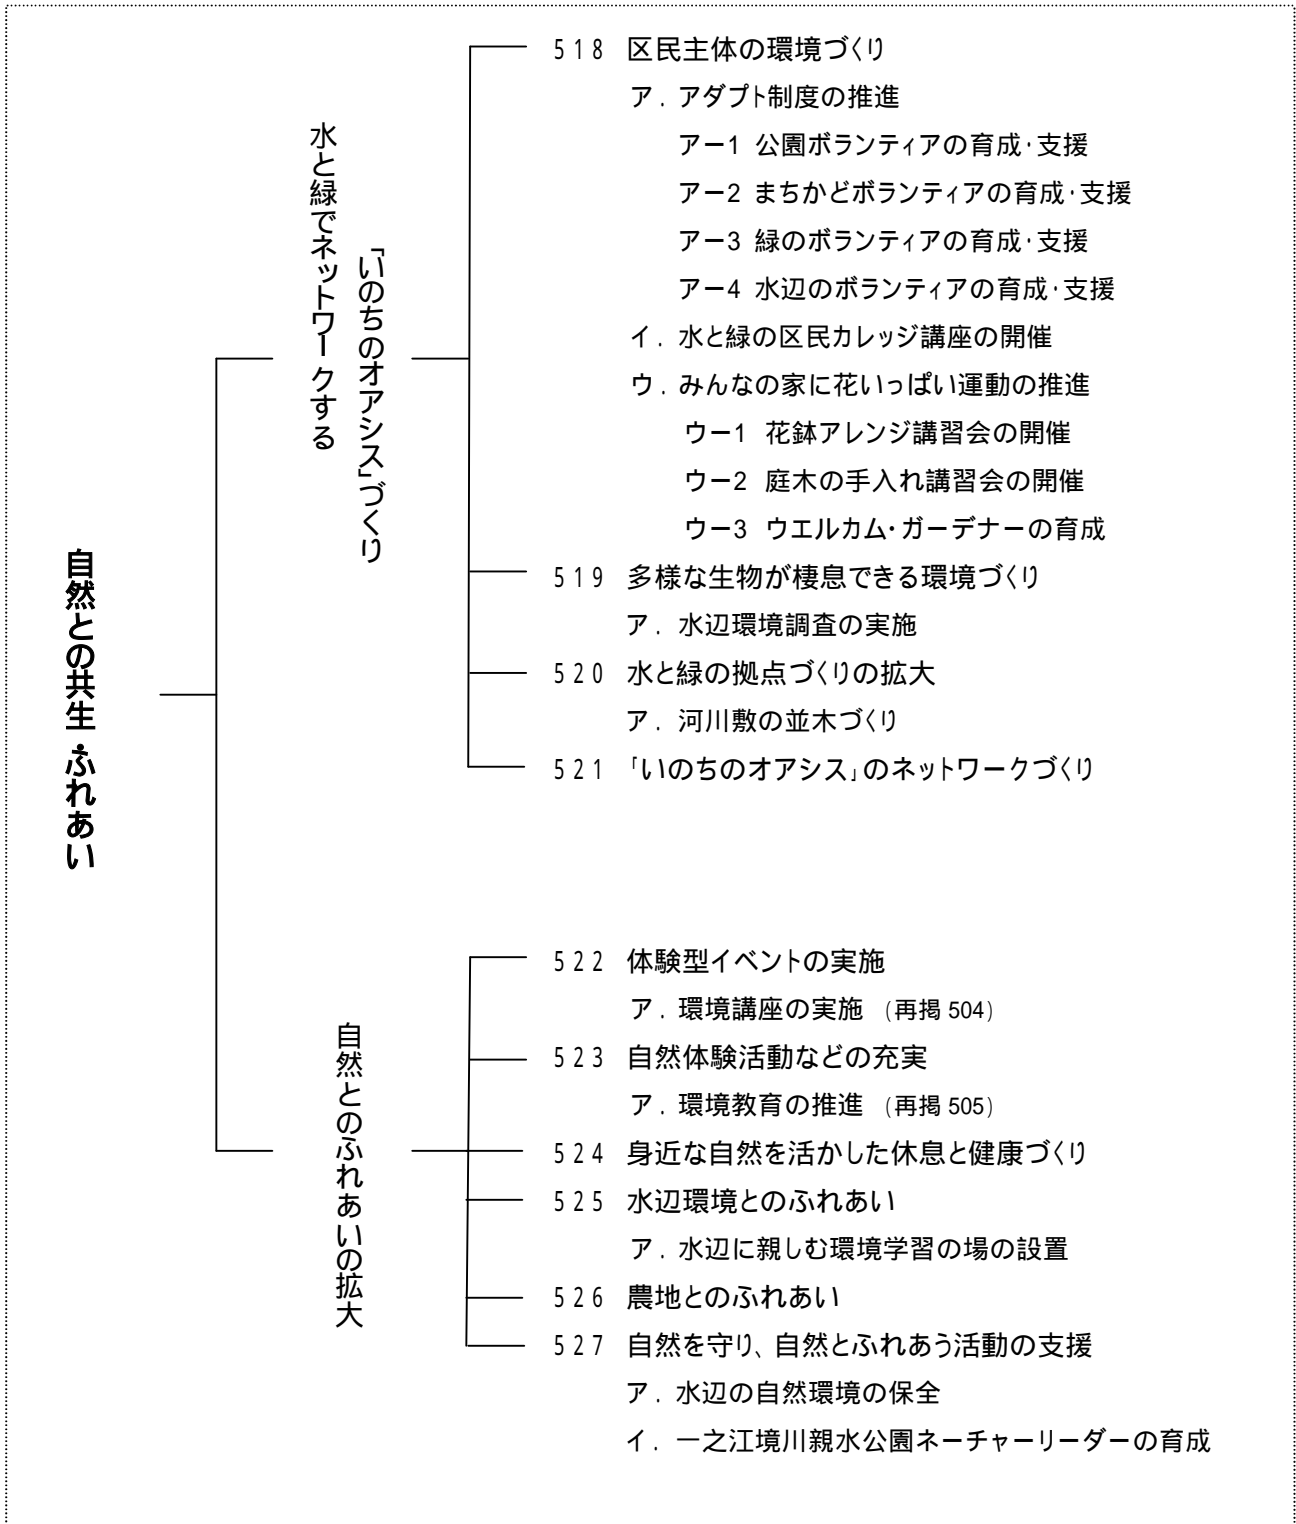 自然との共生・ふれあい
水と緑でネットワークする
「いのちのオアシス」づくり
518 区民主体の環境づくり
ア．アダプト制度の推進
アー1 公園ボランティアの育成・支援
アー2 まちかどボランティアの育成・支援
アー3 緑のボランティアの育成・支援
アー4 水辺のボランティアの育成・支援
イ．水と緑の区民カレッジ講座の開催
ウ．みんなの家に花いっぱい運動の推進
ウー1 花鉢アレンジ講習会の開催
ウー2 庭木の手入れ講習会の開催
ウー3 ウエルカム・ガーデナーの育成
519 多様な生物が棲息できる環境づくり
ア．水辺環境調査の実施
520 水と緑の拠点づくりの拡大
ア．河川敷の並木づくり
521 「いのちのオアシス」のネットワークづくり
自然とのふれあいの拡大
522 体験型イベントの実施
ア．環境講座の実施 (再掲 504)
523 自然体験活動などの充実
ア．環境教育の推進 (再掲 505)
524 身近な自然を活かした休息と健康づくり
525 水辺環境とのふれあい
ア．水辺に親しむ環境学習の場の設置
526 農地とのふれあい
527 自然を守り、自然とふれあう活動の支援
ア．水辺の自然環境の保全
イ．一之江境川親水公園ネーチャーリーダーの育成